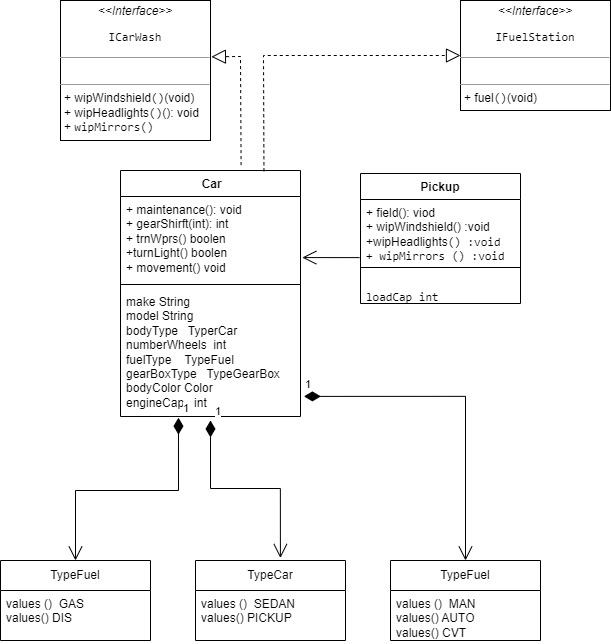 <<Interface>>
ICarWash
+ wipWindshield()(void)
+ wipHeadlights()(): void
+ wipMirrors()
<<Interface>>
IFuelStation
+ fuel()(void)
Car
+ maintenance(): void
+ gearShirft(int): int
+ trnWprs() boolen
+turnLight() boolen
+ movement() void
make String
model String
bodyType TyperCar
numberWheels int
fuelType TypeFuel
gearBoxType TypeGearBox
bodyColor Color
engineCap int
Pickup
+ field(): viod
+ wipWindshield() :void
+wipHeadlights() :void
+ wipMirrors () :void
loadCap int
1
1
1
TypeFuel
values () GAS
values() DIS
TypeCar
values () SEDAN
values() PICKUP
TypeFuel
values () MAN
values() AUTO
values() CVT